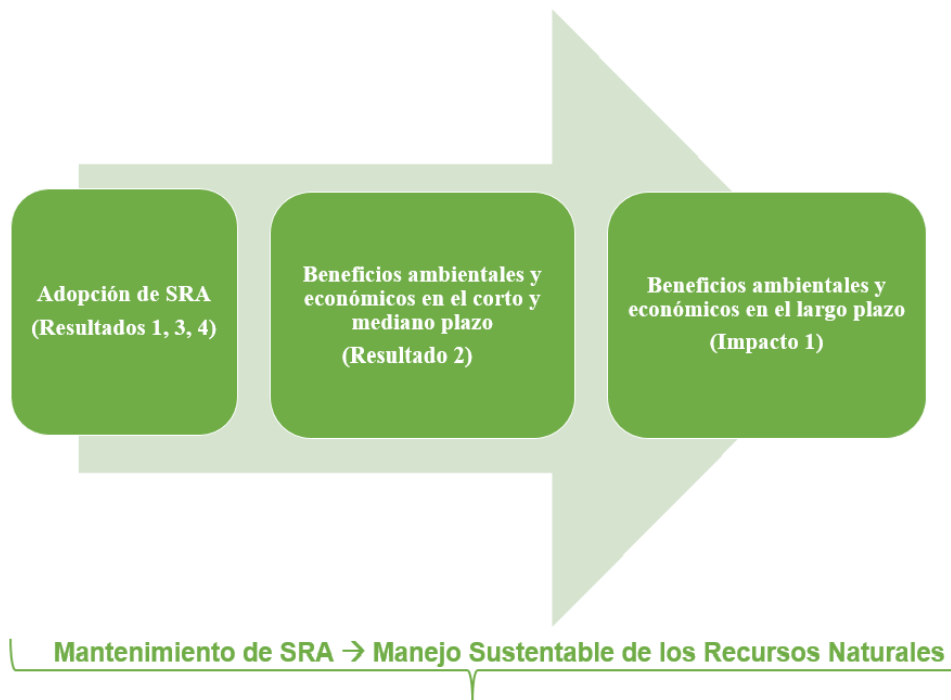 Adopción de SRA
(Resultados 1, 3, 4)
Beneficios ambientales y
económicos en el corto y
mediano plazo
(Resultado 2)
Beneficios ambientales y
económicos en el largo plazo
(Impacto 1)
Mantenimiento de SRA → Manejo Sustentable de los Recursos Naturales